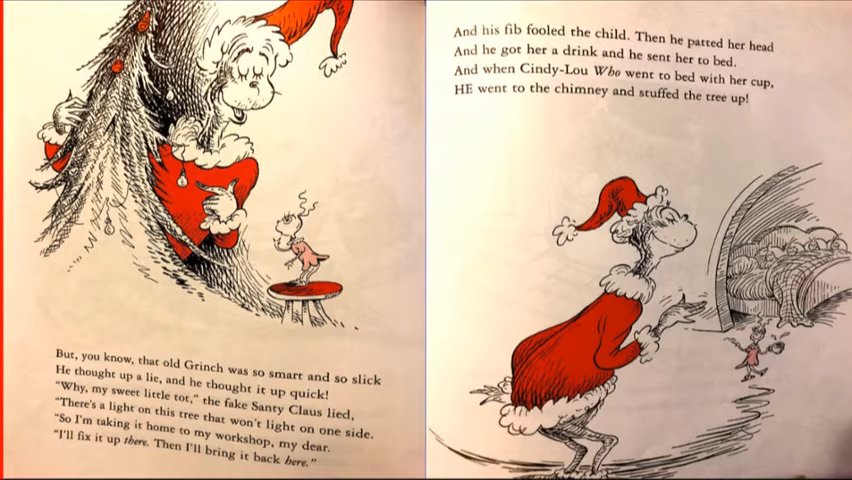 But, you know, that old Grinch was so smart and so slick
He thought up a lie, and he thought it up quick!
"Why, my sweet little tot," the fake Santy Claus lied,
"There's a light on this tree that won't light on one side.
"So I'm taking it home to my workshop, my dear.
"I'll fix it up there. Then I'll bring it back here."
And his fib fooled the child. Then he patted her head
And he got her a drink and he sent her to bed.
And when Cindy-Lou Who went to bed with her cup,
HE went to the chimney and stuffed the tree up!